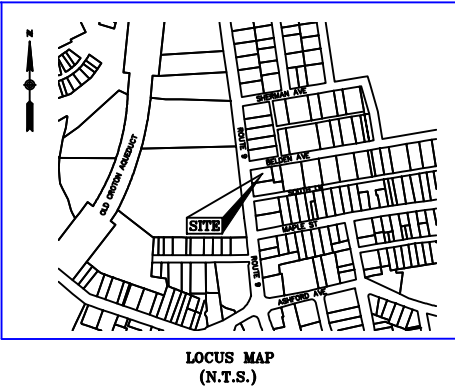 N
SHERMAN AVE
ROUTE 9
BELDEN AVE
OLD CROTON AQUEDUCT
SITE
MAPLE ST
ROUTE 9
ASHFORD AVE
LOCUS MAP
(N.T.S.)